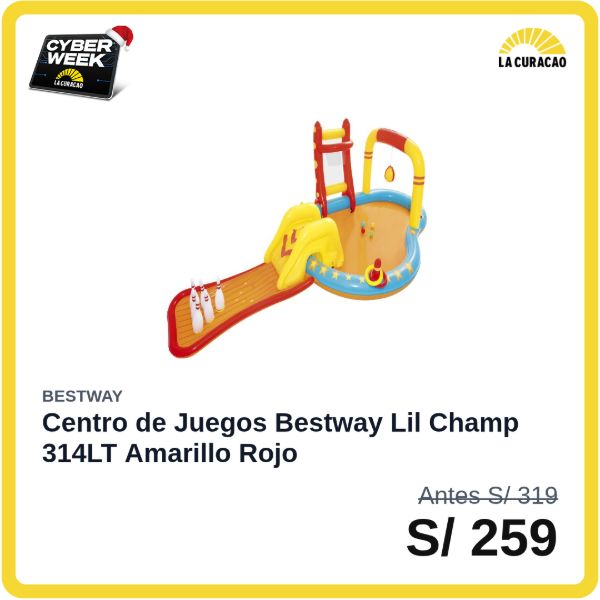 CYBER
WEEK
LA CURACAO
LA CURACAO
BESTWAY
Centro de Juegos Bestway Lil Champ
314LT Amarillo Rojo
Antes S/ 319
S/ 259